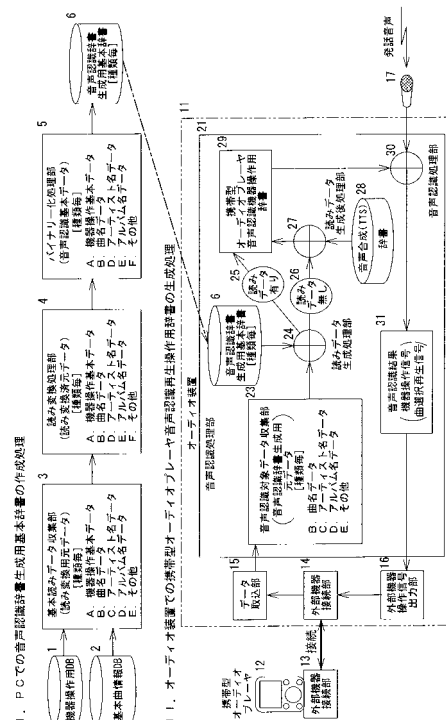 I. PCでの音声認識辞書生成用基本辞書の作成処理
1
機器操作用DB
2
基本曲情報DB
3
基本読みデータ収集部
(読み変換用元データ)
[種類毎]
A. 機器操作基本データ
B. 曲名データ
C. アーティスト名データ
D. アルバム名データ
E. その他
4
読み変換処理部
(読み変換済元データ)
[種類毎]
A. 機器操作基本データ
B. 曲名データ
C. アーティスト名データ
D. アルバム名データ
E. その他
5
バイナリー化処理部
(音声認識基本データ)
[種類毎]
A. 機器操作基本データ
B. 曲名データ
D. アーティスト名データ
E. アルバム名データ
F. その他
6
音声認識辞書
生成用基本辞書
[種類毎]
II. オーディオ装置での携帯型オーディオプレーヤ音声認識再生操作用辞書の生成処理
オーディオ装置
11
音声認識処理部
21
携帯型
オーディオ
プレーヤ
12
13
接続
外部機器
接続部
14
外部機器
接続部
15
データ
取込部
16
外部機器
操作信号
出力部
23
音声認識対象データ収集部
(音声認識辞書生成用
元データ)
[種類毎]
B. 曲名データ
C. アーティスト名データ
D. アルバム名データ
E. その他
6
音声認識辞書
生成用基本辞書
[種類毎]
24
読みデータ
生成処理部
25
読みデータ
有り
26
読みデータ
無し
27
読みデータ
生成後処理部
28
音声合成(TTS)
辞書
29
携帯型
オーディオプレーヤ
音声認識機器操作用
辞書
30
音声認識処理部
31
音声認識結果
(機器操作信号
曲選択再生信号)
17
発話音声